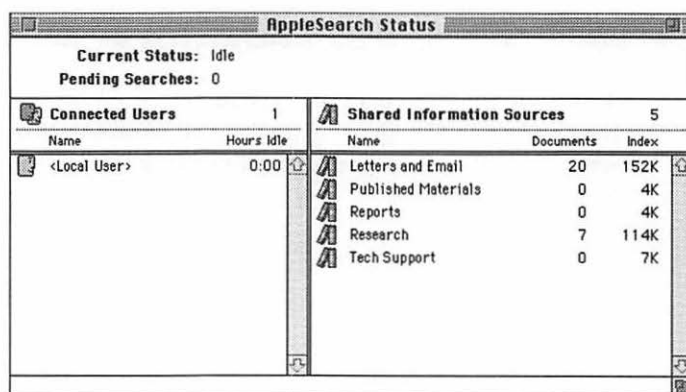 AppleSearch Status
Current Status: Idle
Pending Searches: 0
Connected Users 1
Name Hours Idle
<Local User> 0:00
Shared Information Sources 5
Name Documents Index
Letters and Email 20 152K
Published Materials 0 4K
Reports 0 4K
Research 7 114K
Tech Support 0 7K